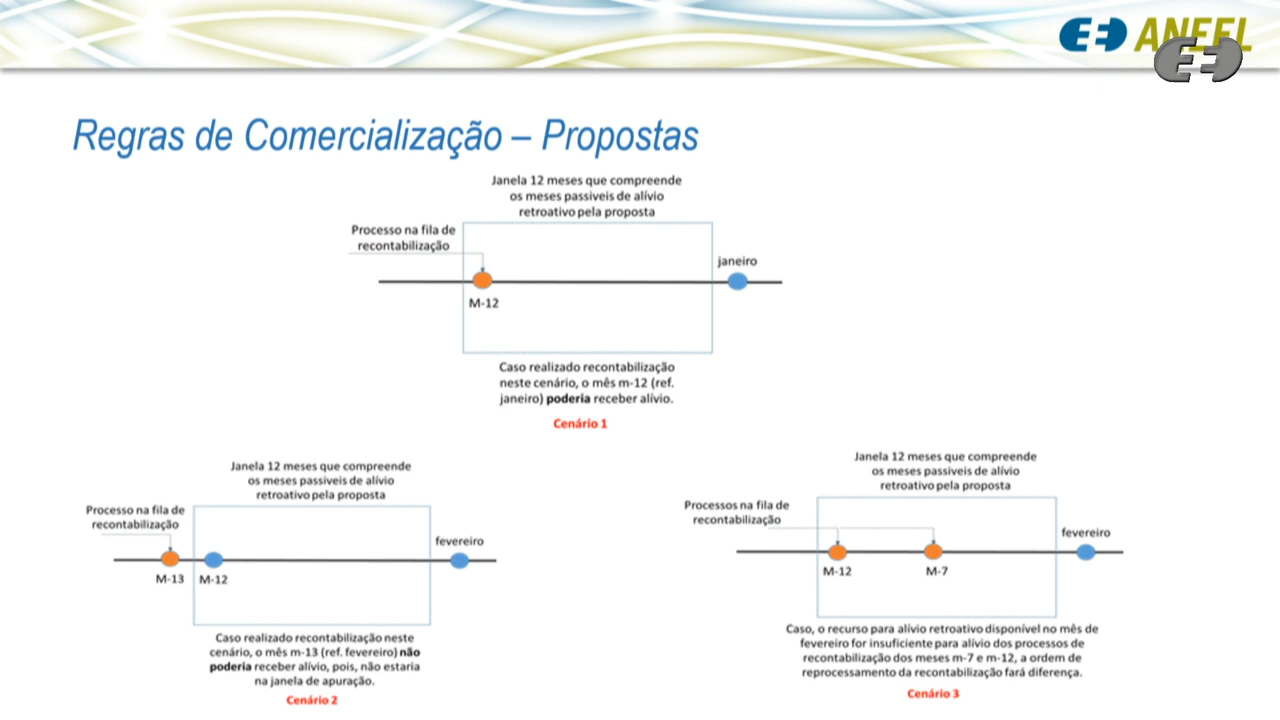 ANEEL
Regras de Comercialização – Propostas
Janela 12 meses que compreende
os meses passiveis de alívio
retroativo pela proposta
Processo na fila de
recontabilização
janeiro
M-12
Caso realizado recontabilização
neste cenário, o mês m-12 (ref.
janeiro) poderia receber alívio.
Cenário 1
Janela 12 meses que compreende
os meses passiveis de alívio
retroativo pela proposta
Processo na fila de
recontabilização
fevereiro
M-13 M-12
Caso realizado recontabilização neste
cenário, o mês m-13 (ref. fevereiro) não
poderia receber alívio, pois, não estaria
na janela de apuração.
Cenário 2
Janela 12 meses que compreende
os meses passiveis de alívio
retroativo pela proposta
Processos na fila de
recontabilização
fevereiro
M-12 M-7
Caso, o recurso para alívio retroativo disponível no mês de
fevereiro for insuficiente para alívio dos processos de
recontabilização dos meses m-7 e m-12, a ordem de
reprocessamento da recontabilização fará diferença.
Cenário 3